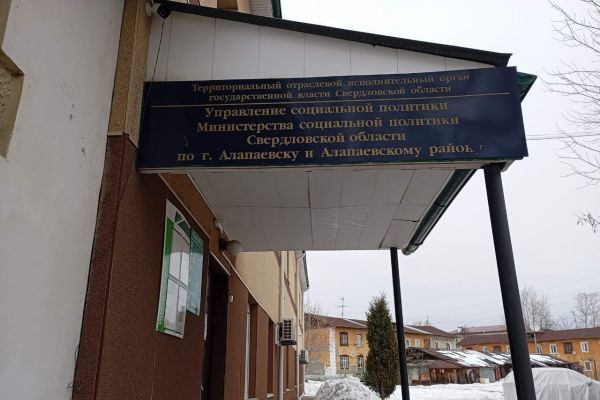 Территориальный отраслевой исполнительный орган
государственной власти Свердловской области
Управление социальной политики
Министерства социальной политики
Свердловской области
по г. Алапаевску и Алапаевскому району